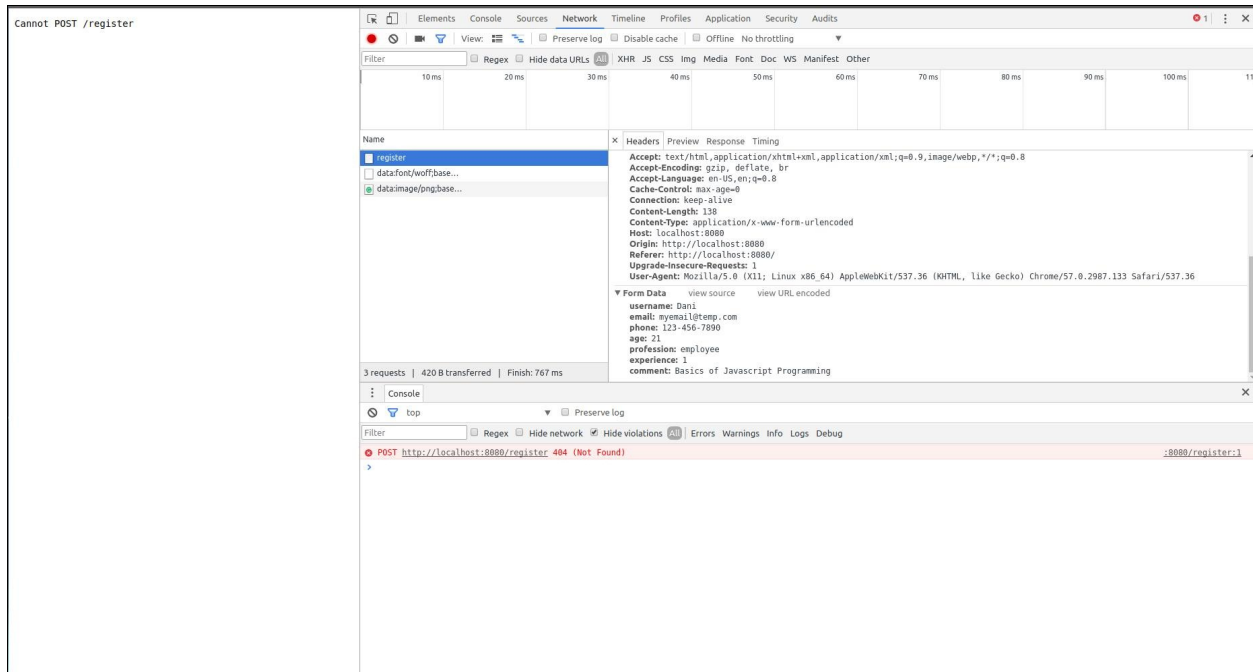 Cannot POST /register
Elements Console Sources Network Timeline Profiles Application Security Audits 1
View: Preserve log Disable cache Offline No throttling
Filter Regex Hide data URLs All XHR JS CSS Img Media Font Doc WS Manifest Other
10 ms 20 ms 30 ms 40 ms 50 ms 60 ms 70 ms 80 ms 90 ms 100 ms 11
Name
register
data:font/woff;base...
data:image/png;base...
3 requests | 420 B transferred | Finish: 767 ms
× Headers Preview Response Timing
Accept: text/html,application/xhtml+xml,application/xml;q=0.9,image/webp,*/*;q=0.8
Accept-Encoding: gzip, deflate, br
Accept-Language: en-US,en;q=0.8
Cache-Control: max-age=0
Connection: keep-alive
Content-Length: 138
Content-Type: application/x-www-form-urlencoded
Host: localhost:8080
Origin: http://localhost:8080
Referer: http://localhost:8080/
Upgrade-Insecure-Requests: 1
User-Agent: Mozilla/5.0 (X11; Linux x86_64) AppleWebKit/537.36 (KHTML, like Gecko) Chrome/57.0.2987.133 Safari/537.36
Form Data view source view URL encoded
username: Dani
email: myemail@temp.com
phone: 123-456-7890
age: 21
profession: employee
experience: 1
comment: Basics of Javascript Programming
Console
top Preserve log
Filter Regex Hide network Hide violations All Errors Warnings Info Logs Debug
POST http://localhost:8080/register 404 (Not Found) :8080/register:1